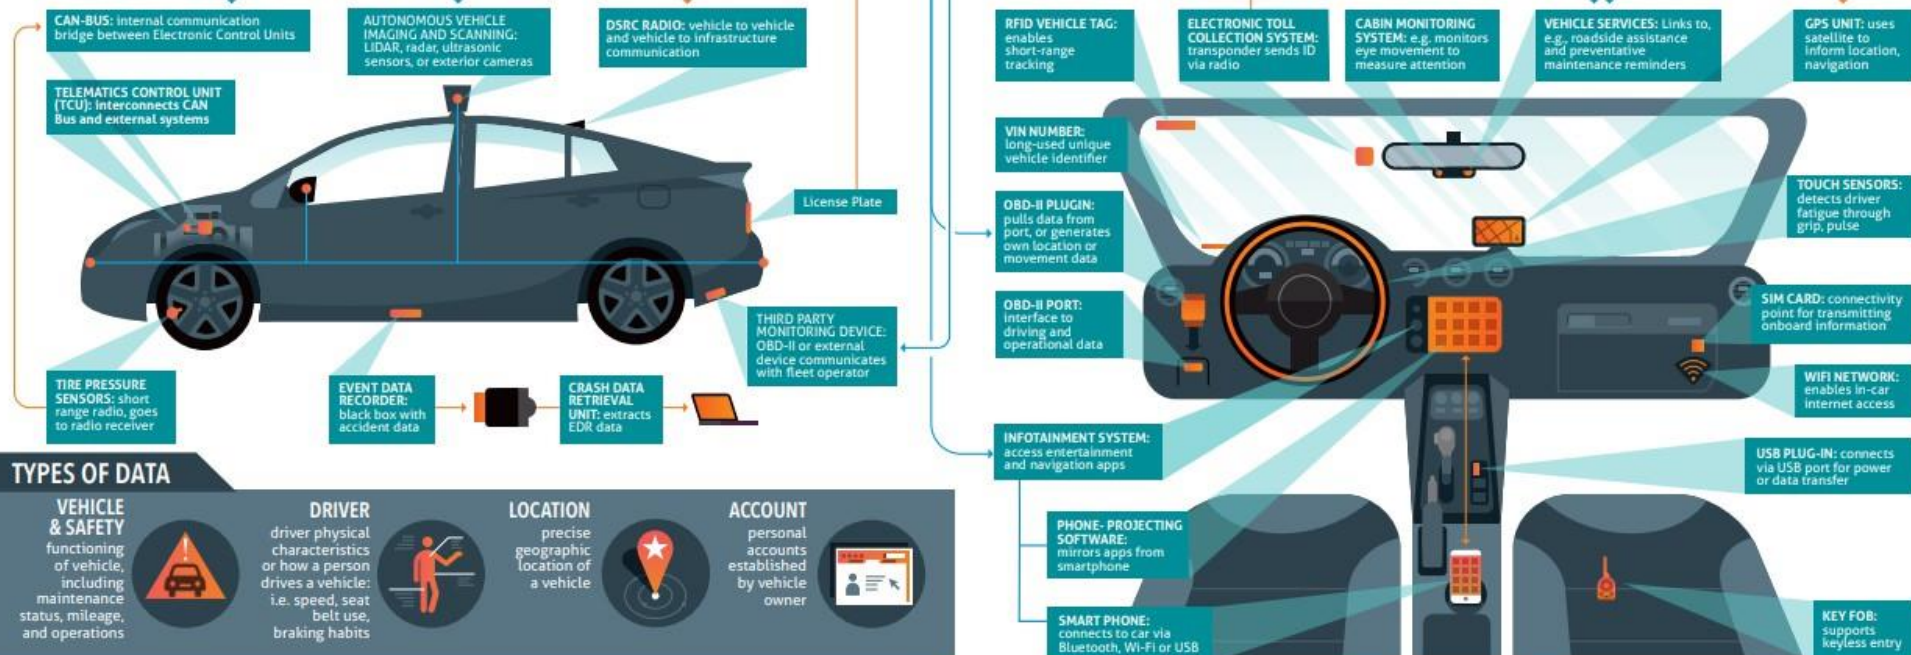 CAN-BUS: internal communication
bridge between Electronic Control Units
AUTONOMOUS VEHICLE
IMAGING AND SCANNING:
LIDAR, radar, ultrasonic
sensors, or exterior cameras
DSRC RADIO: vehicle to vehicle
and vehicle to infrastructure
communication
TELEMATICS CONTROL UNIT
(TCU): interconnects CAN
Bus and external systems
License Plate
THIRD PARTY
MONITORING DEVICE:
OBD-II or external
device communicates
with fleet operator
TIRE PRESSURE
SENSORS: short
range radio, goes
to radio receiver
EVENT DATA
RECORDER:
black box with
accident data
CRASH DATA
RETRIEVAL
UNIT: extracts
EDR data
RFID VEHICLE TAG:
enables
short-range
tracking
ELECTRONIC TOLL
COLLECTION SYSTEM:
transponder sends ID
via radio
CABIN MONITORING
SYSTEM: e.g. monitors
eye movement to
measure attention
VEHICLE SERVICES: Links to,
e.g., roadside assistance
and preventative
maintenance reminders
GPS UNIT: uses
satellite to
inform location,
navigation
VIN NUMBER:
long-used unique
vehicle identifier
OBD-II PLUGIN:
pulls data from
port, or generates
own location or
movement data
OBD-II PORT:
interface to
driving and
operational data
TOUCH SENSORS:
detects driver
fatigue through
grip, pulse
SIM CARD: connectivity
point for transmitting
onboard information
WIFI NETWORK:
enables in-car
internet access
INFOTAINMENT SYSTEM:
access entertainment
and navigation apps
USB PLUG-IN: connects
via USB port for power
or data transfer
PHONE- PROJECTING
SOFTWARE:
mirrors apps from
smartphone
SMART PHONE:
connects to car via
Bluetooth, Wi-Fi or USB
KEY FOB:
supports
keyless entry
TYPES OF DATA
VEHICLE
& SAFETY
functioning
of vehicle,
including
maintenance
status, mileage,
and operations
DRIVER
driver physical
characteristics
or how a person
drives a vehicle:
i.e. speed, seat
belt use,
braking habits
LOCATION
precise
geographic
location of
a vehicle
ACCOUNT
personal
accounts
established
by vehicle
owner